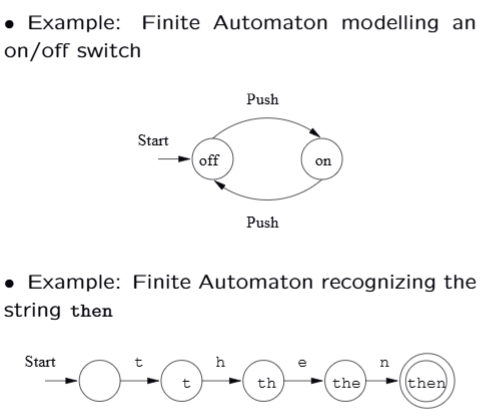 • Example: Finite Automaton modelling an
on/off switch
Push
Start
off
on
Push
• Example: Finite Automaton recognizing the
string then
Start t h e n
t th the then